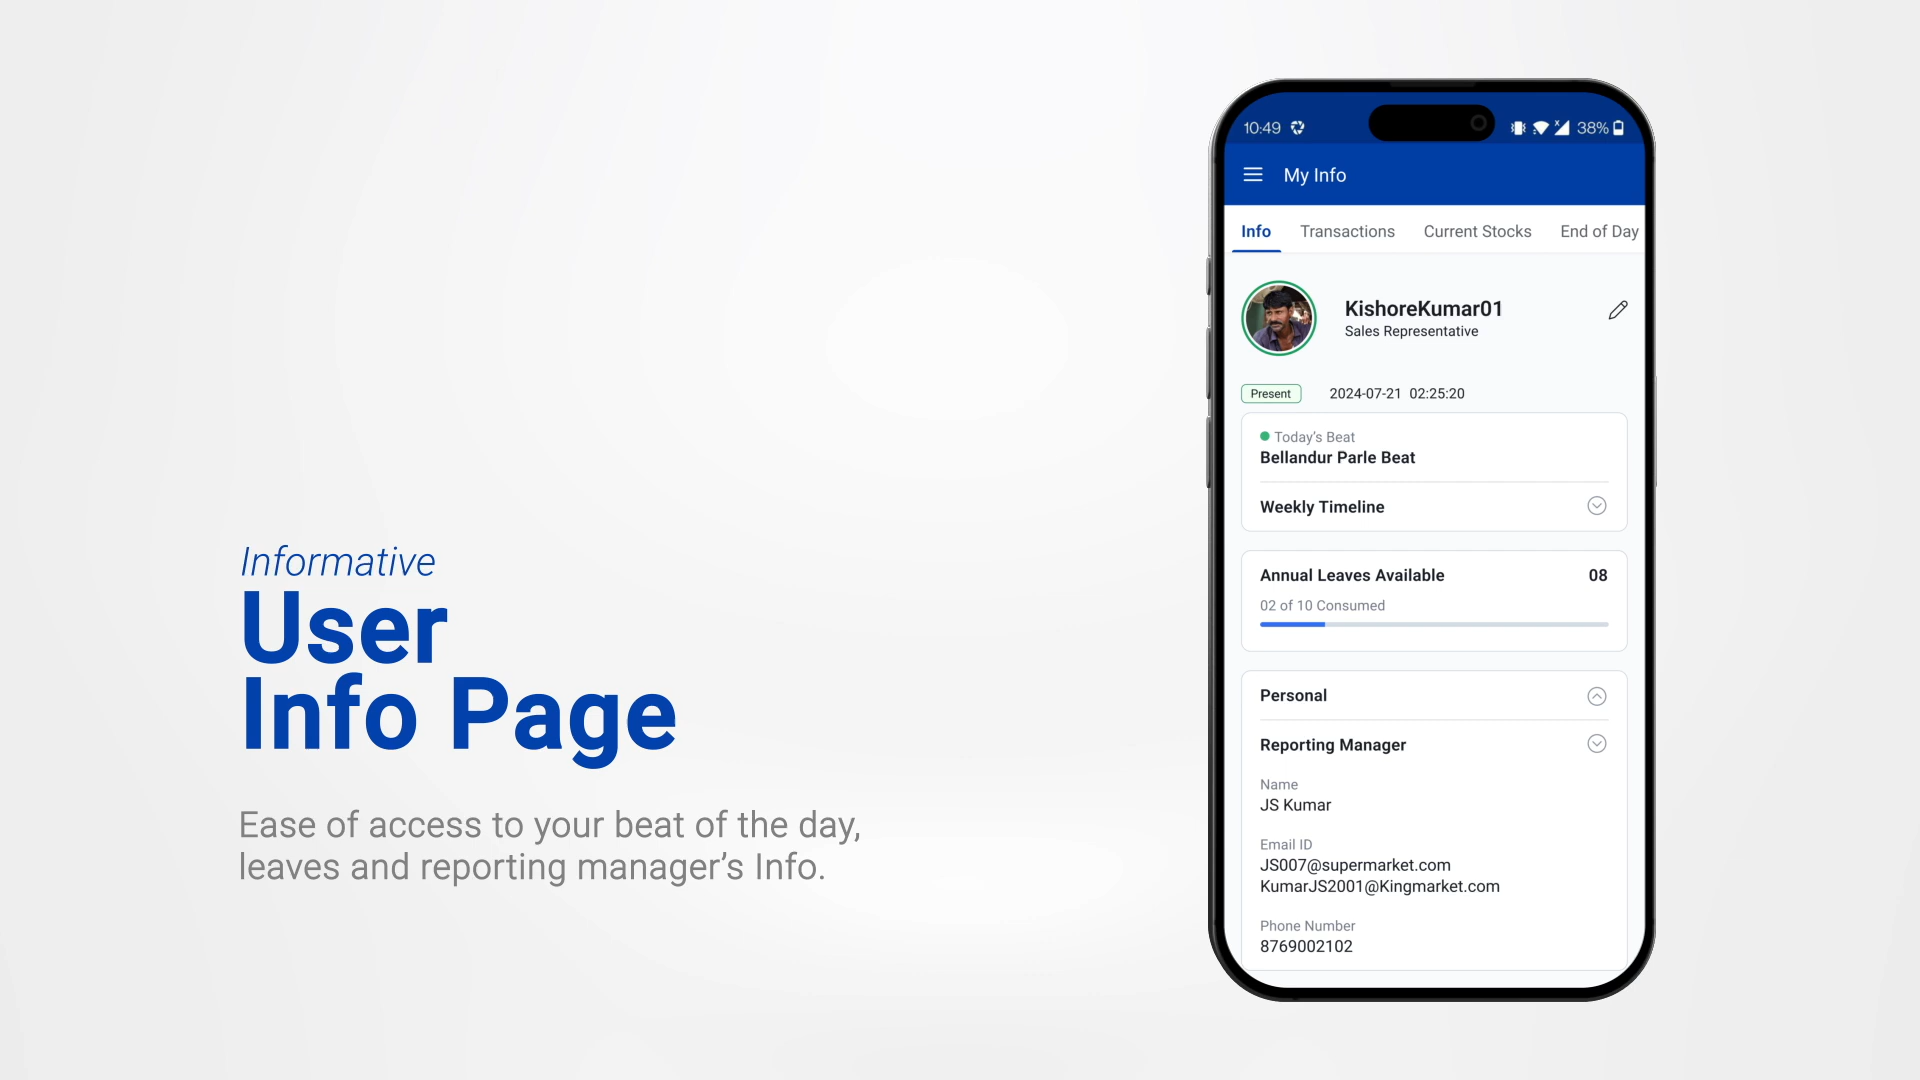 Informative
User
Info Page
Ease of access to your beat of the day,
leaves and reporting manager’s Info.
10:49
38%
My Info
Info Transactions Current Stocks End of Day
KishoreKumar01
Sales Representative
Present 2024-07-21 02:25:20
Today’s Beat
Bellandur Parle Beat
Weekly Timeline
Annual Leaves Available 08
02 of 10 Consumed
Personal
Reporting Manager
Name
JS Kumar
Email ID
JS007@supermarket.com
KumarJS2001@Kingmarket.com
Phone Number
8769002102